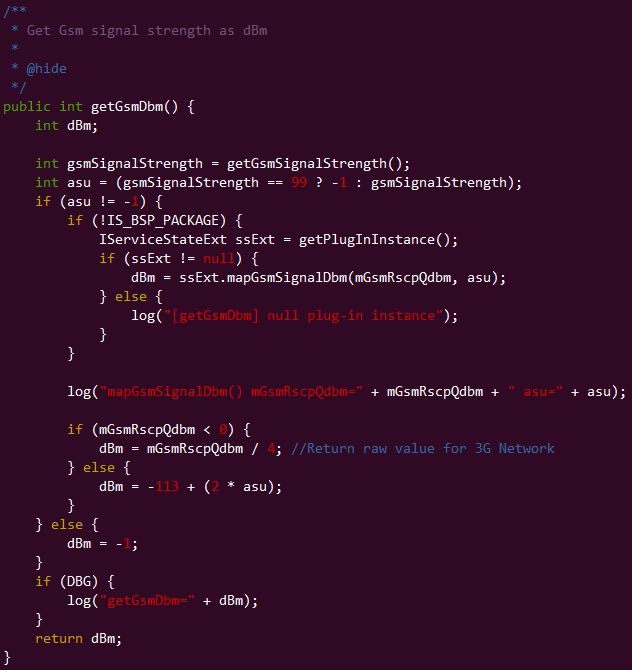 /**
 * Get Gsm signal strength as dBm
 *
 * @hide
 */
public int getGsmDbm() {
    int dBm;

    int gsmSignalStrength = getGsmSignalStrength();
    int asu = (gsmSignalStrength == 99 ? -1 : gsmSignalStrength);
    if (asu != -1) {
        if (!IS_BSP_PACKAGE) {
            IServiceStateExt ssExt = getPlugInInstance();
            if (ssExt != null) {
                dBm = ssExt.mapGsmSignalDbm(mGsmRscpQdbm, asu);
            } else {
                log("[getGsmDbm] null plug-in instance");
            }
        }

        log("mapGsmSignalDbm() mGsmRscpQdbm=" + mGsmRscpQdbm + " asu=" + asu);

        if (mGsmRscpQdbm < 0) {
            dBm = mGsmRscpQdbm / 4; //Return raw value for 3G Network
        } else {
            dBm = -113 + (2 * asu);
        }
    } else {
        dBm = -1;
    }
    if (DBG) {
        log("getGsmDbm=" + dBm);
    }
    return dBm;
}